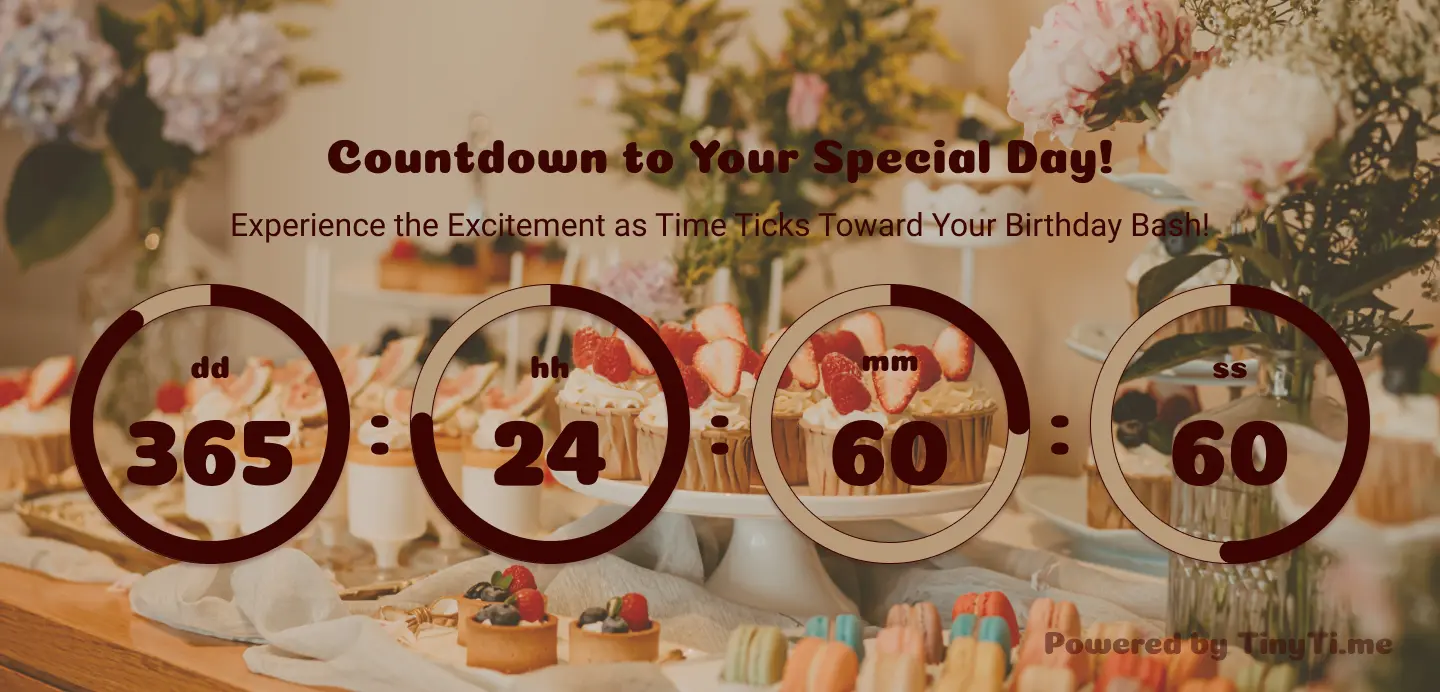 Countdown to Your Special Day!
Experience the Excitement as Time Ticks Toward Your Birthday Bash!
dd : hh : mm : ss
365 24 60 60
Powered by TinyTi.me